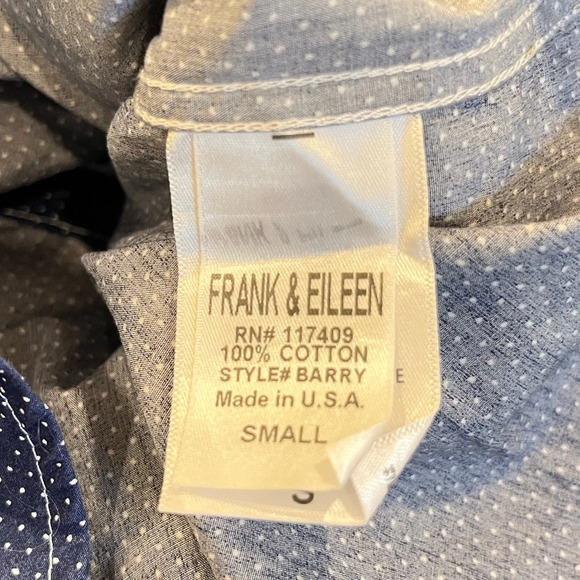 FRANK & EILEEN
RN# 117409
100% COTTON
STYLE# BARRY
E
Made in U.S.A.
SMALL
S